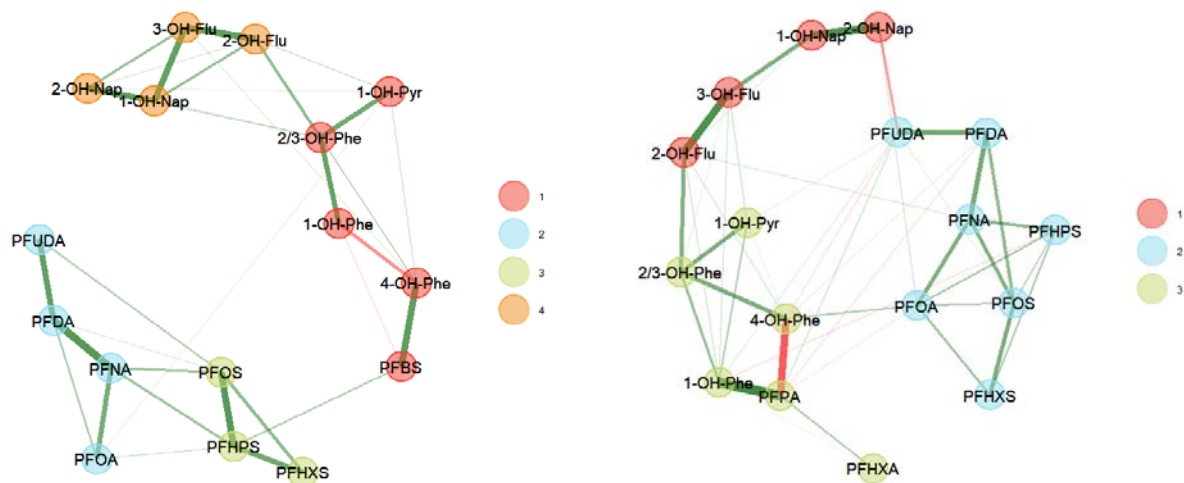 3-OH-Flu
2-OH-Flu
2-OH-Nap
1-OH-Nap
1-OH-Pyr
2/3-OH-Phe
1-OH-Phe
4-OH-Phe
PFBS
PFUDA
PFDA
PFNA
PFOS
PFOA
PFHPS
PFHXS
1
2
3
4
2-OH-Nap
1-OH-Nap
3-OH-Flu
2-OH-Flu
PFUDA
PFDA
1-OH-Pyr
PFNA
PFHPS
2/3-OH-Phe
4-OH-Phe
PFOA
PFOS
1-OH-Phe
PFPA
PFHXS
PFHXA
1
2
3